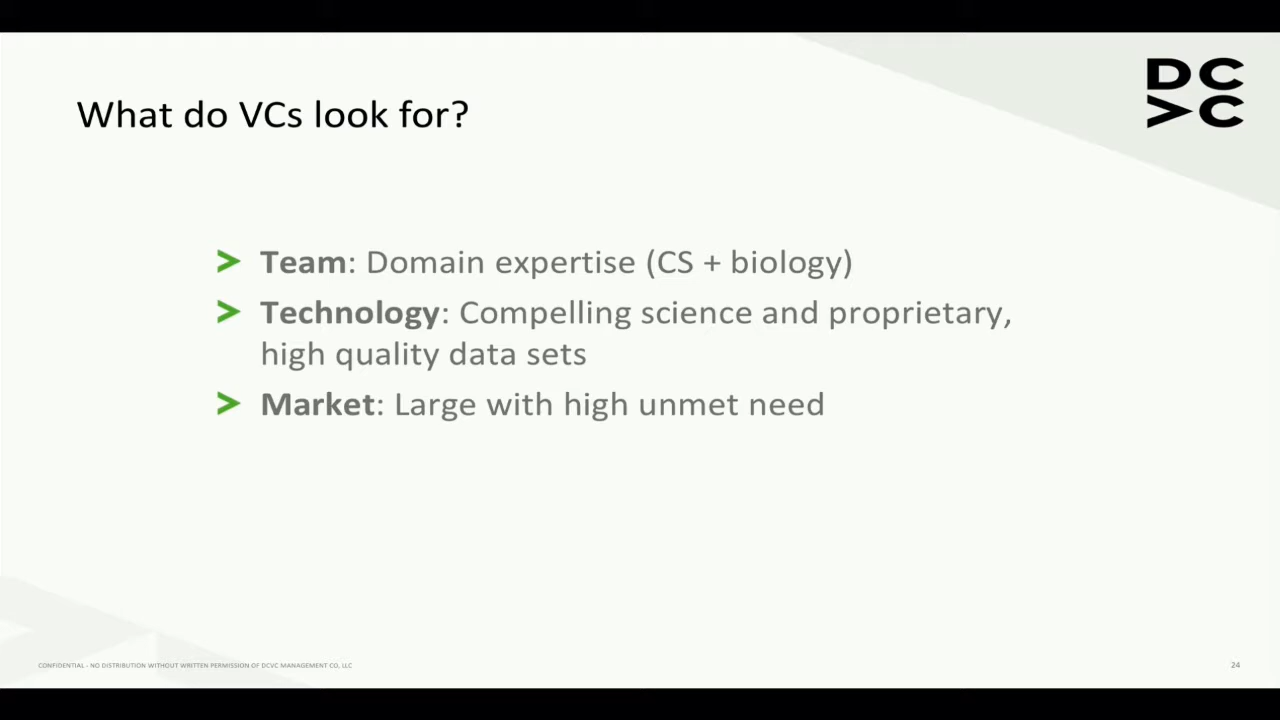 DC
VC
What do VCs look for?
> Team: Domain expertise (CS + biology)
> Technology: Compelling science and proprietary,
high quality data sets
> Market: Large with high unmet need
CONFIDENTIAL - NO DISTRIBUTION WITHOUT WRITTEN PERMISSION OF DCVC MANAGEMENT CO, LLC
24